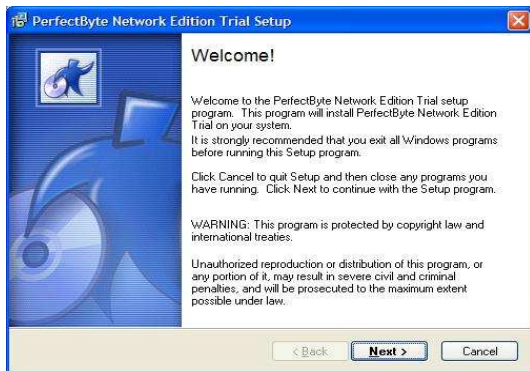 PerfectByte Network Edition Trial Setup
Welcome!
Welcome to the PerfectByte Network Edition Trial setup
program. This program will install PerfectByte Network Edition
Trial on your system.
It is strongly recommended that you exit all Windows programs
before running this Setup program.
Click Cancel to quit Setup and then close any programs you
have running. Click Next to continue with the Setup program.
WARNING: This program is protected by copyright law and
international treaties.
Unauthorized reproduction or distribution of this program, or
any portion of it, may result in severe civil and criminal
penalties, and will be prosecuted to the maximum extent
possible under law.
< Back Next > Cancel